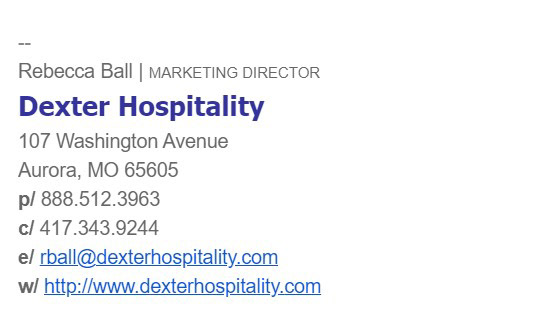 --
Rebecca Ball | MARKETING DIRECTOR
Dexter Hospitality
107 Washington Avenue
Aurora, MO 65605
p/ 888.512.3963
c/ 417.343.9244
e/ rball@dexterhospitality.com
w/ http://www.dexterhospitality.com